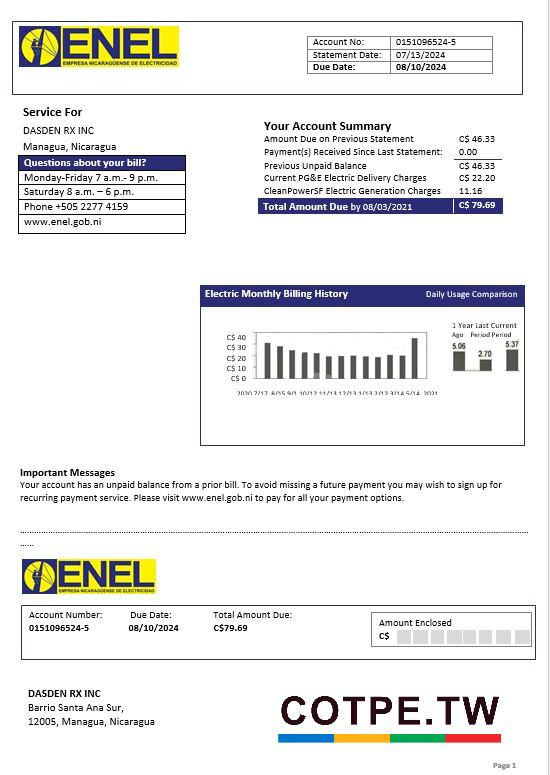 ENEL
EMPRESA NICARAGÜENSE DE ELECTRICIDAD
Account No: 0151096524-5
Statement Date: 07/13/2024
Due Date: 08/10/2024
Service For
DASDEN RX INC
Managua, Nicaragua
Questions about your bill?
Monday-Friday 7 a.m.- 9 p.m.
Saturday 8 a.m. – 6 p.m.
Phone +505 2277 4159
www.enel.gob.ni
Your Account Summary
Amount Due on Previous Statement C$ 46.33
Payment(s) Received Since Last Statement: 0.00
Previous Unpaid Balance C$ 46.33
Current PG&E Electric Delivery Charges C$ 22.20
CleanPowerSF Electric Generation Charges 11.16
Total Amount Due by 08/03/2021 C$ 79.69
Electric Monthly Billing History Daily Usage Comparison
C$ 40
C$ 30
C$ 20
C$ 10
C$ 0
2020 7/17 8/15 9/1 10/12 11/13 12/13 1/13 2/13 3/14 4/15 5/14 2021
1 Year Last Current
Ago Period Period
5.06 2.70 5.37
Important Messages
Your account has an unpaid balance from a prior bill. To avoid missing a future payment you may wish to sign up for
recurring payment service. Please visit www.enel.gob.ni to pay for all your payment options.
ENEL
EMPRESA NICARAGÜENSE DE ELECTRICIDAD
Account Number: Due Date: Total Amount Due:
0151096524-5 08/10/2024 C$79.69
Amount Enclosed
C$
DASDEN RX INC
Barrio Santa Ana Sur,
12005, Managua, Nicaragua
COTPE.TW
Page 1